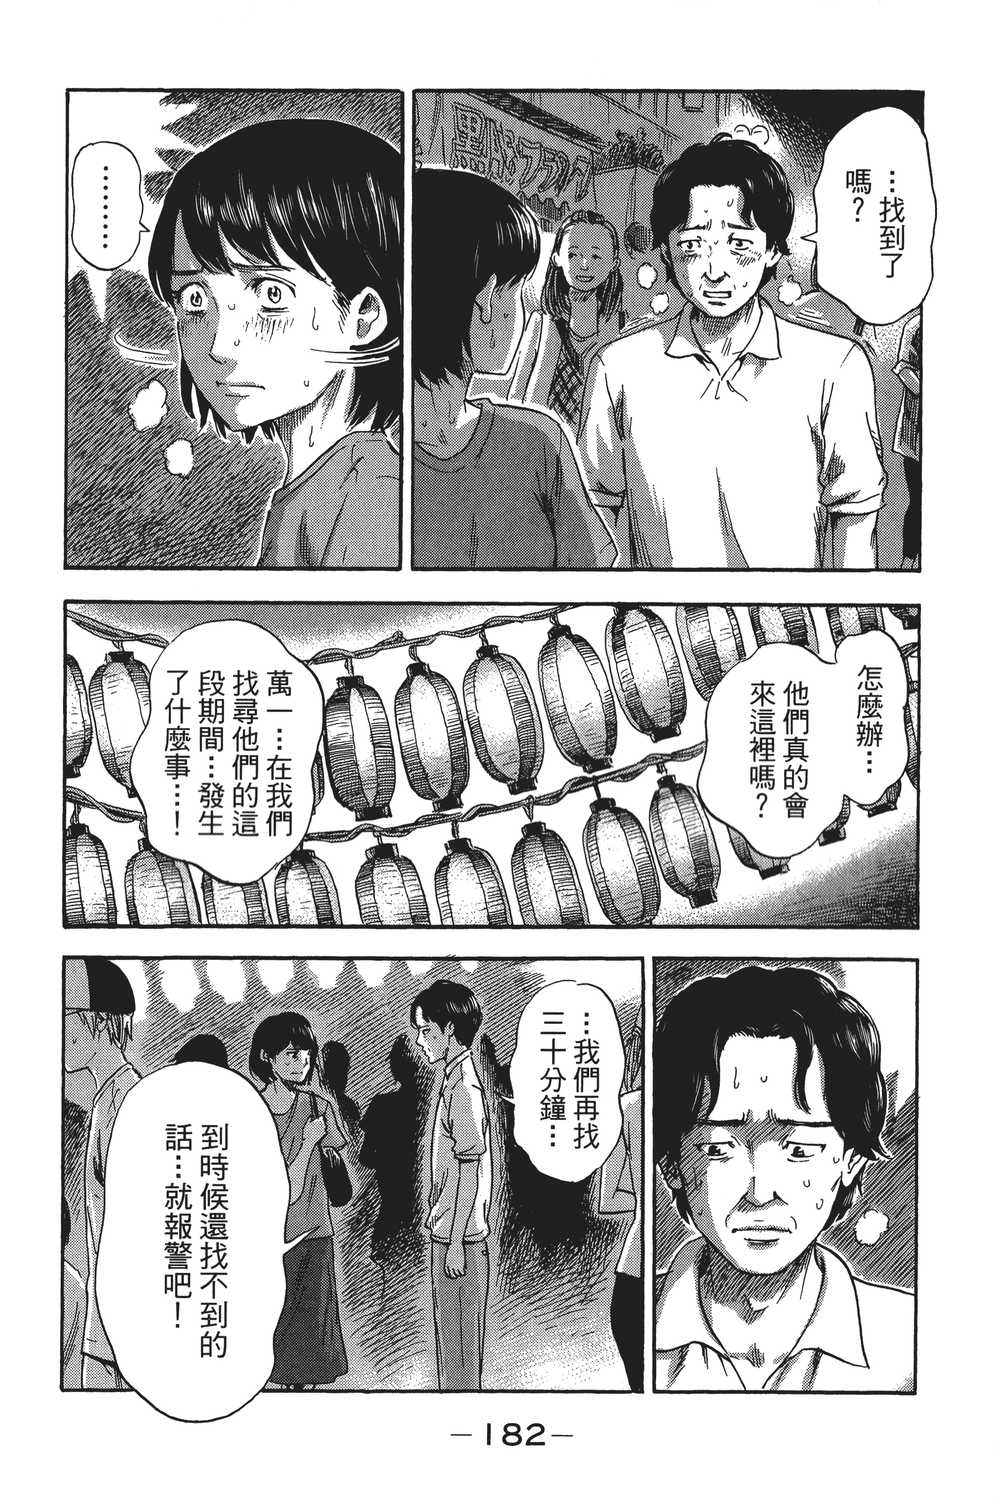 …找到了
嗎?
………
怎麼辦…
他們真的會
來這裡嗎?
萬一…在我們
找尋他們的這
段期間…發生
了什麼事…!
…我們再找
三十分鐘…
到時候還找不到的
話…就報警吧!
182